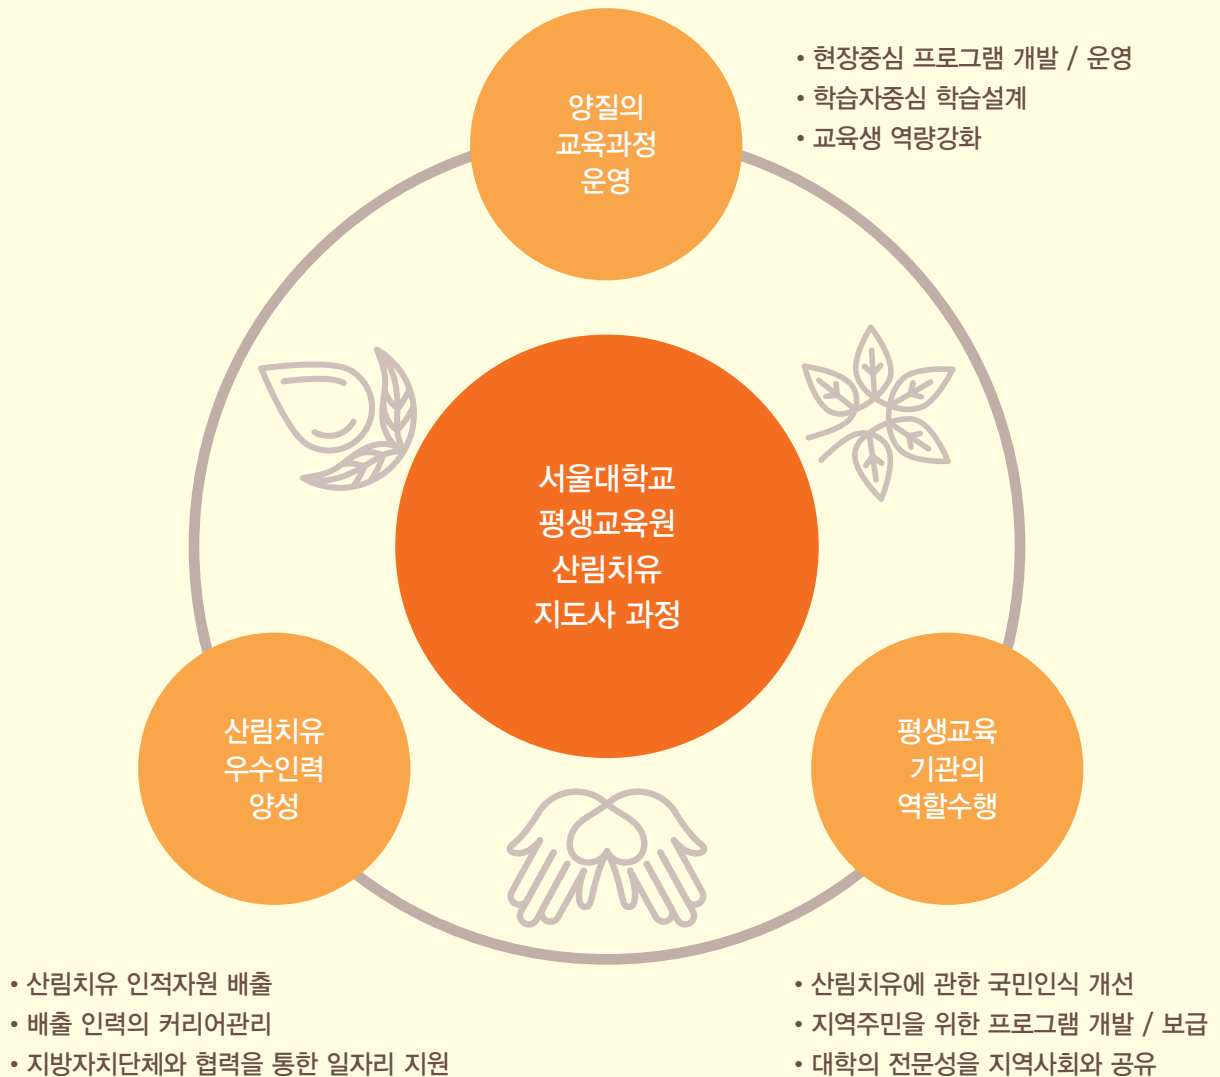 양질의
교육과정
운영
• 현장중심 프로그램 개발 / 운영
• 학습자중심 학습설계
• 교육생 역량강화
서울대학교
평생교육원
산림치유
지도사 과정
산림치유
우수인력
양성
평생교육
기관의
역할수행
• 산림치유 인적자원 배출
• 배출 인력의 커리어관리
• 지방자치단체와 협력을 통한 일자리 지원
• 산림치유에 관한 국민인식 개선
• 지역주민을 위한 프로그램 개발 / 보급
• 대학의 전문성을 지역사회와 공유